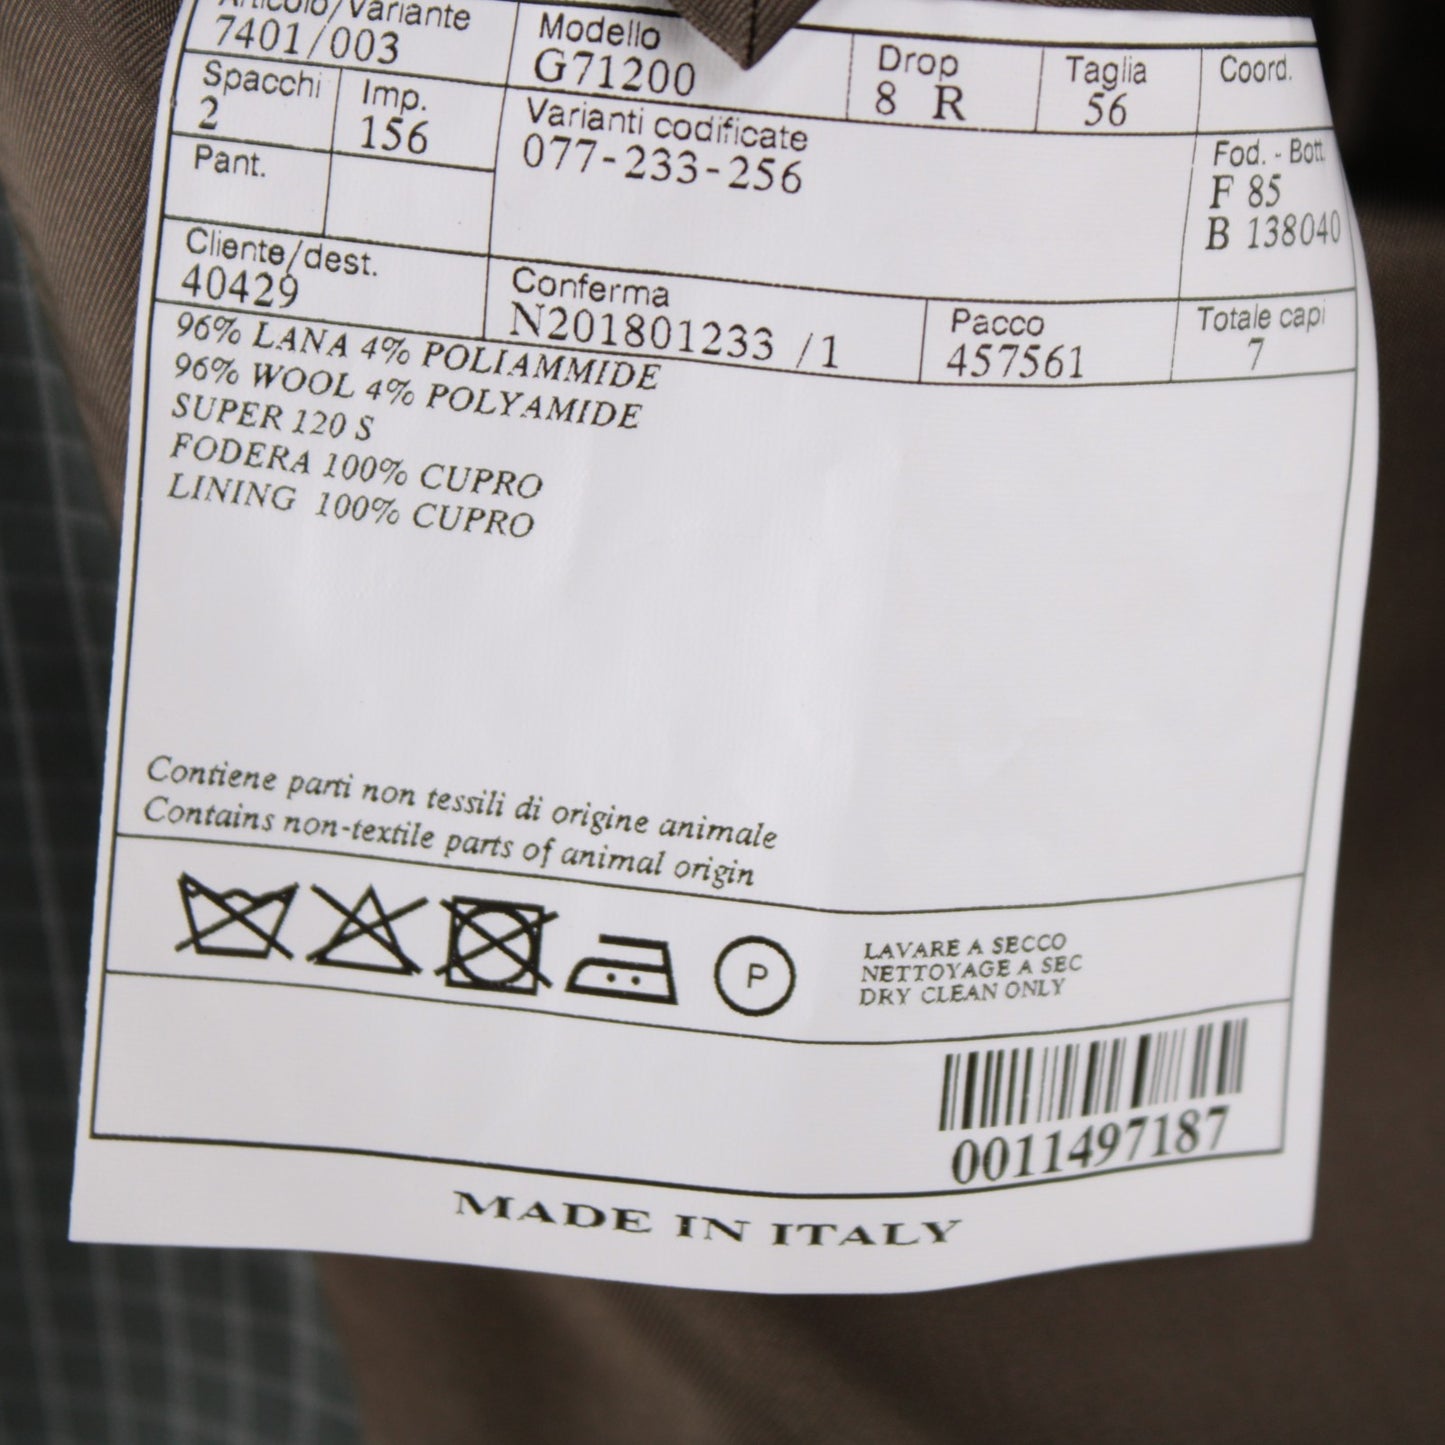 Articolo/Variante
7401/003
Modello
G71200
Drop
8 R
Taglia
56
Coord.
Spacchi
2
Imp.
156
Varianti codificate
077-233-256
Fod. - Bott.
F 85
B 138040
Pant.
Cliente/dest.
40429
Conferma
N201801233 /1
Pacco
457561
Totale capi
7
96% LANA 4% POLIAMMIDE
96% WOOL 4% POLYAMIDE
SUPER 120 S
FODERA 100% CUPRO
LINING 100% CUPRO
Contiene parti non tessili di origine animale
Contains non-textile parts of animal origin
P
LAVARE A SECCO
NETTOYAGE A SEC
DRY CLEAN ONLY
0011497187
MADE IN ITALY